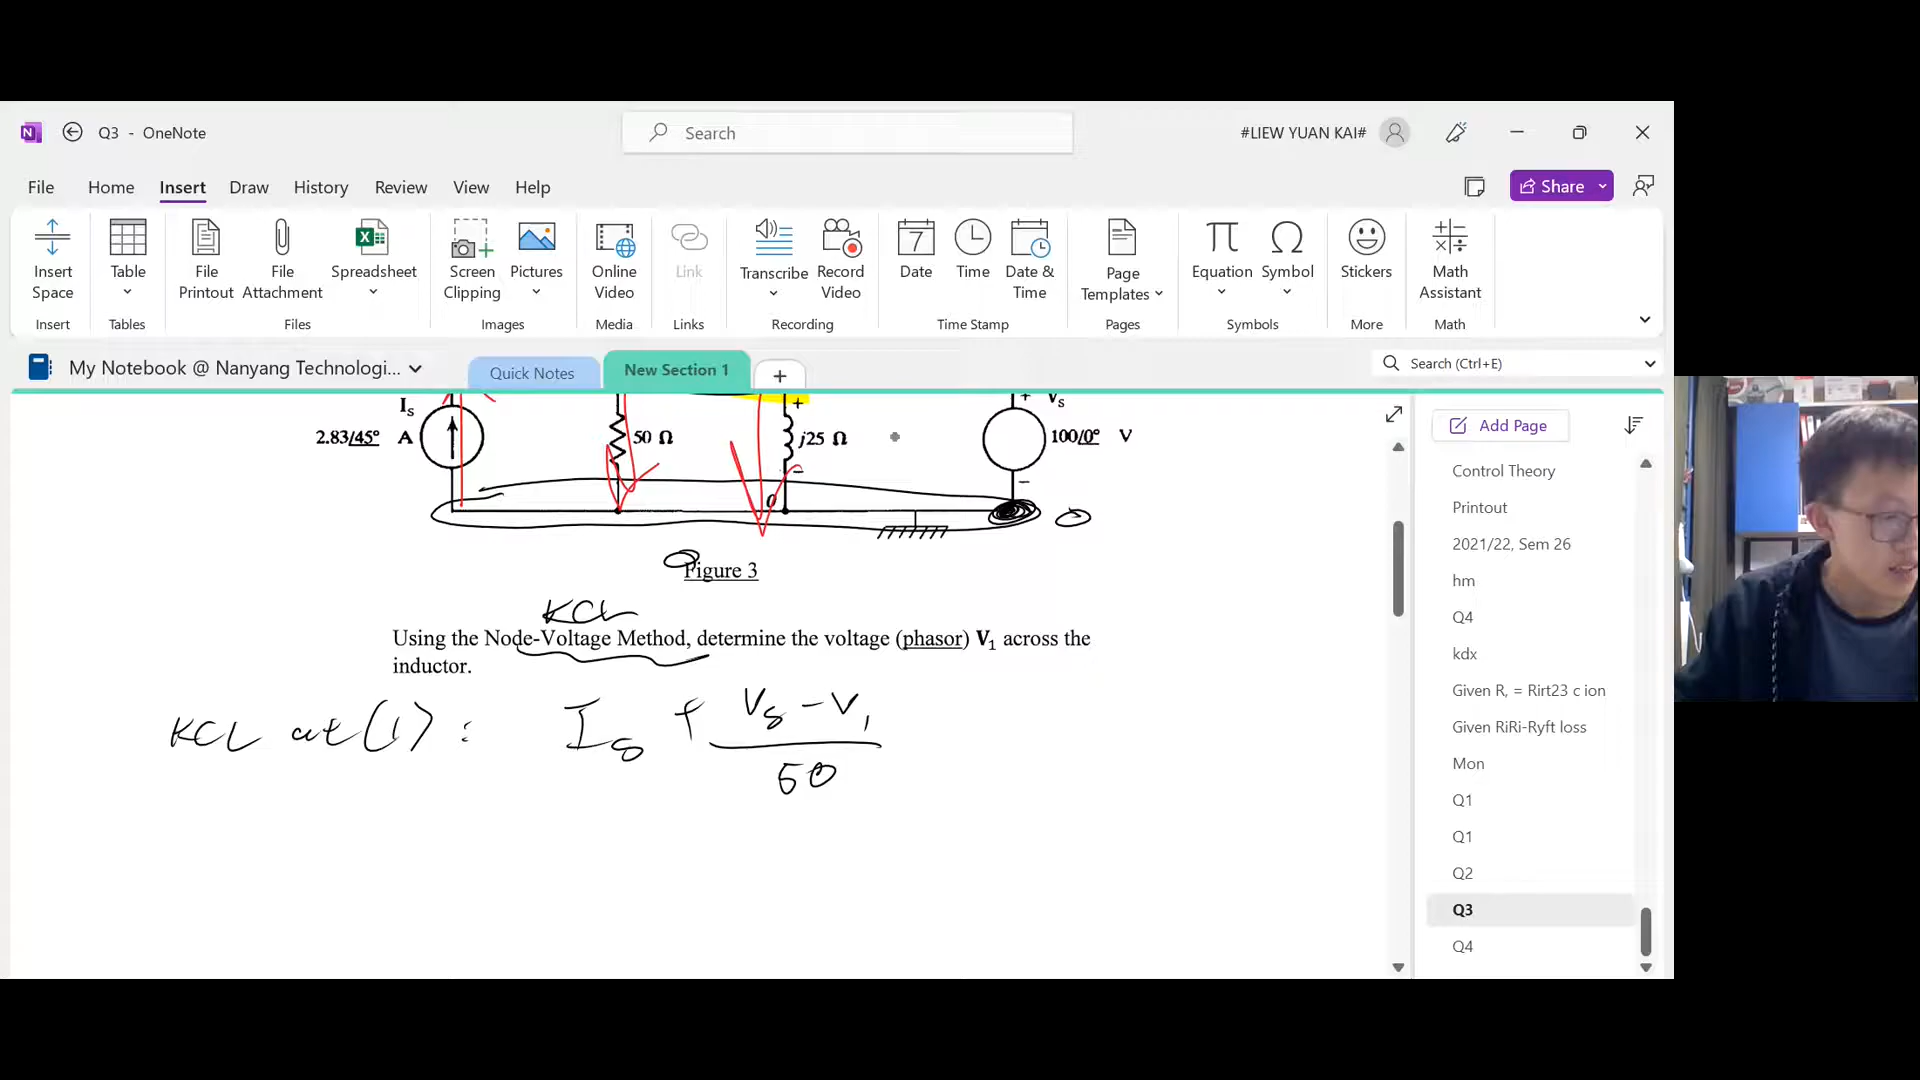 Q3 - OneNote
Search
#LIEW YUAN KAI#
File Home Insert Draw History Review View Help
Share
Insert Space
Table
File Printout
File Attachment
Spreadsheet
Screen Clipping
Pictures
Online Video
Link
Transcribe
Record Video
Date
Time
Date & Time
Page Templates
Equation
Symbol
Stickers
Math Assistant
Insert Tables Files Images Media Links Recording Time Stamp Pages Symbols More Math
My Notebook @ Nanyang Technologi...
Quick Notes
New Section 1
+
Search (Ctrl+E)
Add Page
Control Theory
Printout
2021/22, Sem 26
hm
Q4
kdx
Given R, = Rirt23 c ion
Given RiRi-Ryft loss
Mon
Q1
Q1
Q2
Q3
Q4
Is
2.83/45° A
50 Ω
+
j25 Ω
−
0
+
Vs
100/0° V
−
Figure 3
KCL
Using the Node-Voltage Method, determine the voltage (phasor) V1 across the
inductor.
KCL at (1) : Is + Vs - V1
50